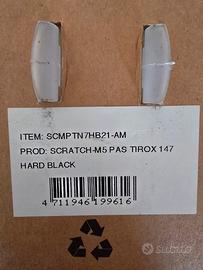 ITEM: SCMPTN7HB21-AM
PROD: SCRATCH-M5 PAS TIROX 147
HARD BLACK
4 711946 199616
subito